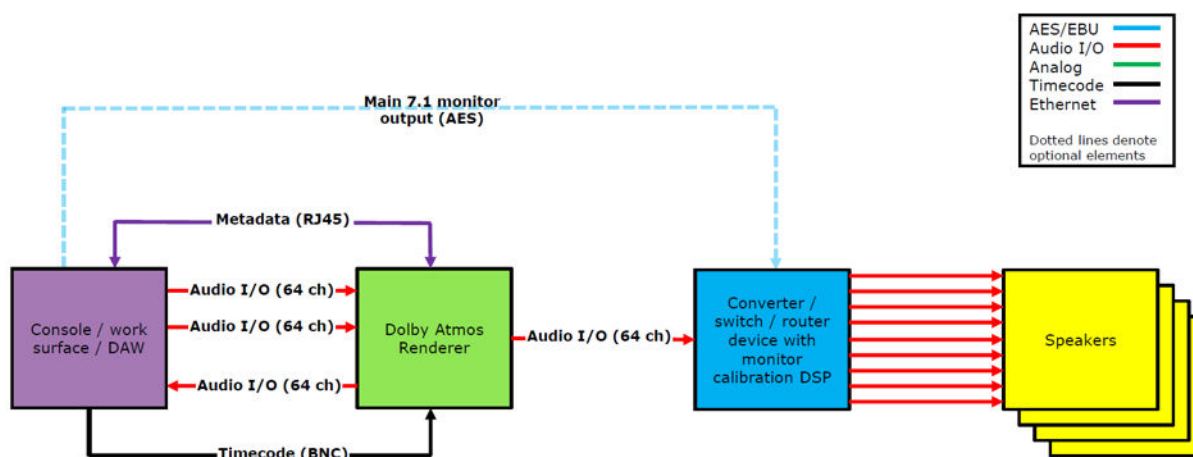 AES/EBU
Audio I/O
Analog
Timecode
Ethernet
Dotted lines denote
optional elements
Main 7.1 monitor
output (AES)
Metadata (RJ45)
Audio I/O (64 ch)
Audio I/O (64 ch)
Audio I/O (64 ch)
Console / work
surface / DAW
Dolby Atmos
Renderer
Audio I/O (64 ch)
Converter /
switch / router
device with
monitor
calibration DSP
Speakers
Timecode (BNC)